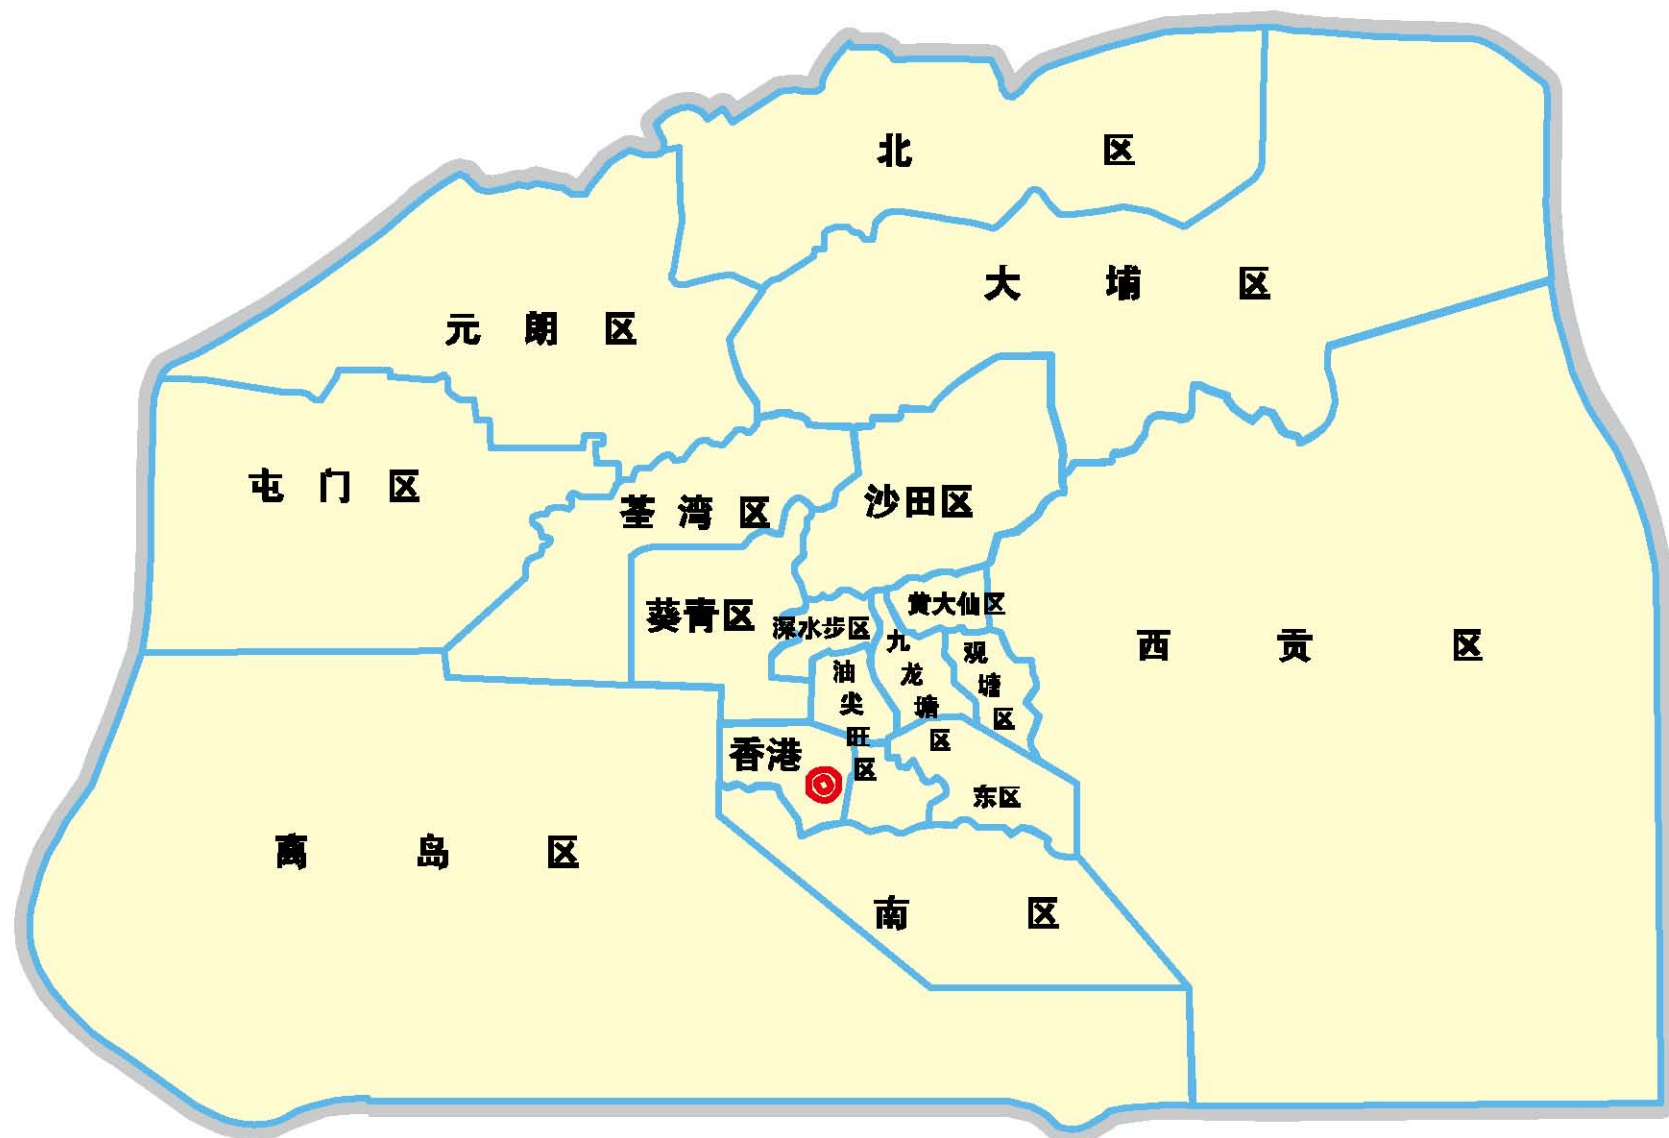 北区
大埔区
元朗区
屯门区
荃湾区
沙田区
葵青区
深水步区
黄大仙区
九龙塘区
观塘区
油尖旺区
西贡区
香港
东区
离岛区
南区